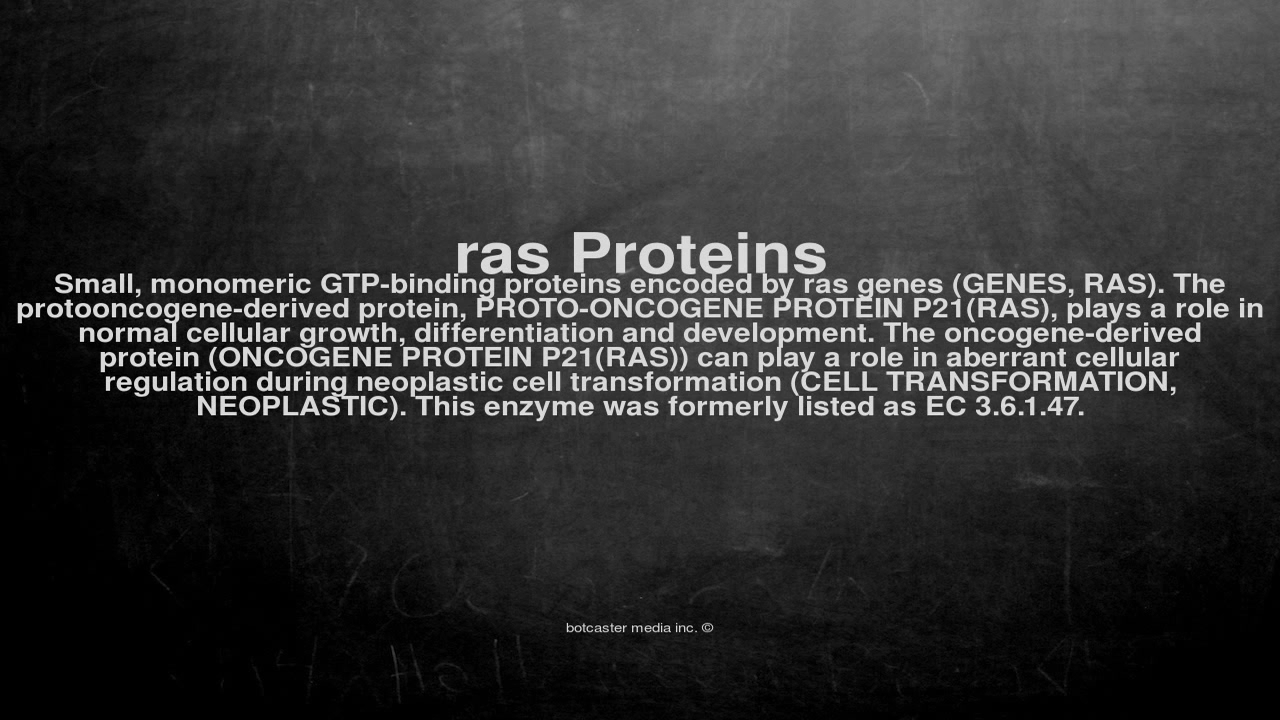 ras Proteins
Small, monomeric GTP-binding proteins encoded by ras genes (GENES, RAS). The
protooncogene-derived protein, PROTO-ONCOGENE PROTEIN P21(RAS), plays a role in
normal cellular growth, differentiation and development. The oncogene-derived
protein (ONCOGENE PROTEIN P21(RAS)) can play a role in aberrant cellular
regulation during neoplastic cell transformation (CELL TRANSFORMATION,
NEOPLASTIC). This enzyme was formerly listed as EC 3.6.1.47.
botcaster media inc. ©